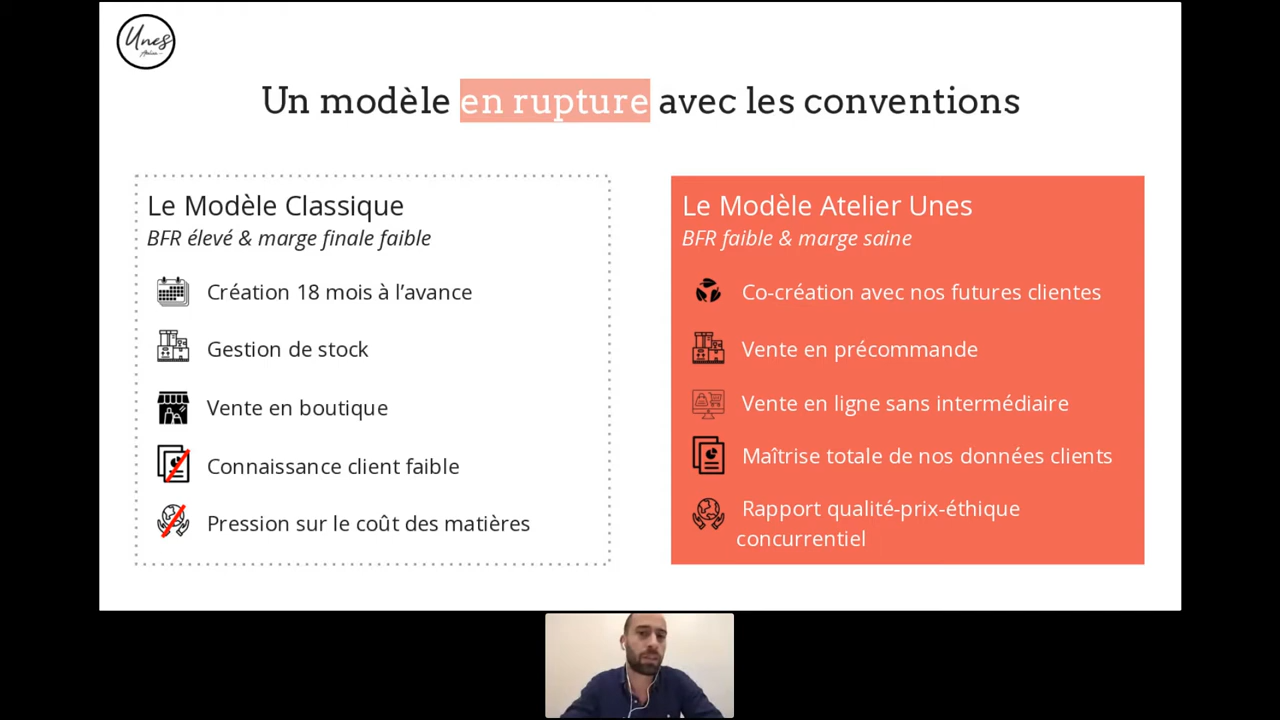 Unes
Atelier
Un modèle en rupture avec les conventions
Le Modèle Classique
BFR élevé & marge finale faible
Création 18 mois à l’avance
Gestion de stock
Vente en boutique
Connaissance client faible
Pression sur le coût des matières
Le Modèle Atelier Unes
BFR faible & marge saine
Co-création avec nos futures clientes
Vente en précommande
Vente en ligne sans intermédiaire
Maîtrise totale de nos données clients
Rapport qualité-prix-éthique
concurrentiel